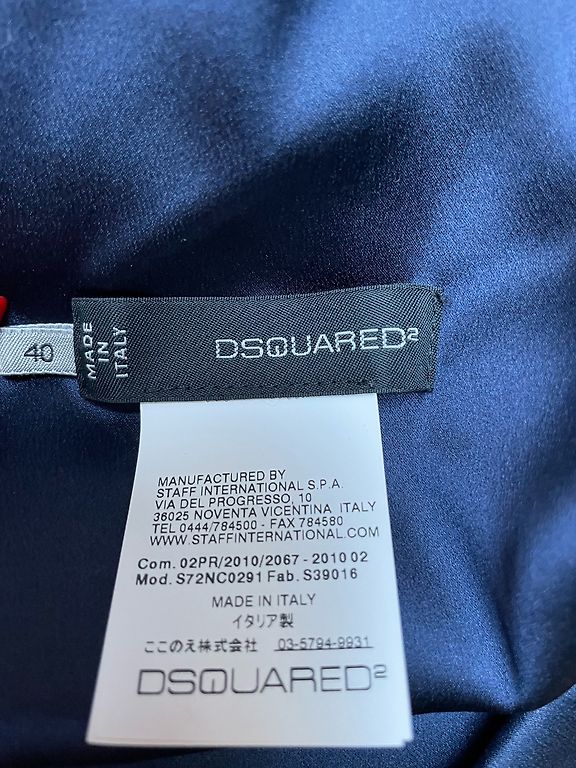 40
MADE
IN
ITALY
DSQUARED2
MANUFACTURED BY
STAFF INTERNATIONAL S.P.A.
VIA DEL PROGRESSO, 10
36025 NOVENTA VICENTINA ITALY
TEL 0444/784500 - FAX 784580
WWW.STAFFINTERNATIONAL.COM
Com. 02PR/2010/2067 - 2010 02
Mod. S72NC0291 Fab. S39016
MADE IN ITALY
イタリア製
ここのえ株式会社 03-5794-9931
DSQUARED2